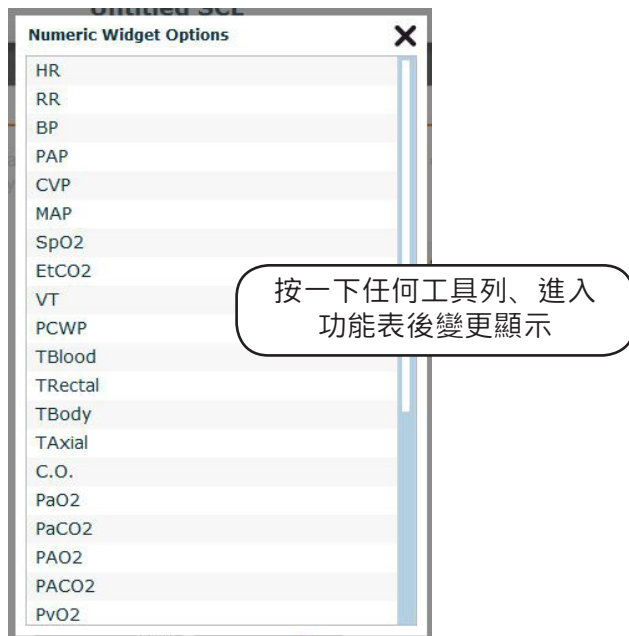 Untitled SCE
Numeric Widget Options
HR
RR
BP
PAP
CVP
MAP
SpO2
EtCO2
VT
PCWP
TBlood
TRectal
TBody
TAxial
C.O.
PaO2
PaCO2
PAO2
PACO2
PvO2
按一下任何工具列、進入
功能表後變更顯示